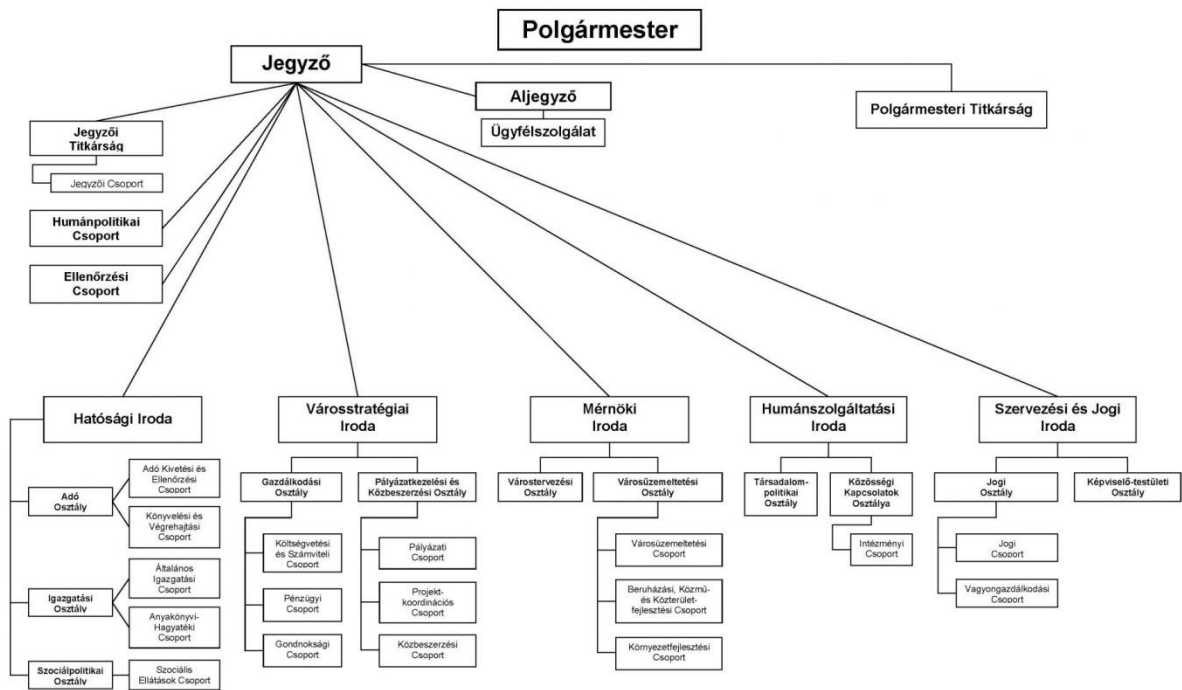 Polgármester
Jegyző
Aljegyző
Ügyfélszolgálat
Polgármesteri Titkárság
Jegyzői
Titkárság
Jegyzői Csoport
Humánpolitikai
Csoport
Ellenőrzési
Csoport
Hatósági Iroda
Adó
Osztály
Adó Kivetési és
Ellenőrzési
Csoport
Könyvelési és
Végrehajtási
Csoport
Igazgatási
Osztály
Általános
Igazgatási
Csoport
Anyakönyvi-
Hagyatéki
Csoport
Szociálpolitikai
Osztály
Szociális
Ellátások Csoport
Városstratégiai
Iroda
Gazdálkodási
Osztály
Költségvetési
és Számviteli
Csoport
Pénzügyi
Csoport
Gondnoksági
Csoport
Pályázatkezelési és
Közbeszerzési Osztály
Pályázati
Csoport
Projekt-
koordinációs
Csoport
Közbeszerzési
Csoport
Mérnöki
Iroda
Várostervezési
Osztály
Városüzemeltetési
Osztály
Városüzemeltetési
Csoport
Beruházási, Közmű-
és Közterület-
fejlesztési Csoport
Környezetfejlesztési
Csoport
Humánszolgáltatási
Iroda
Társadalom-
politikai
Osztály
Közösségi
Kapcsolatok
Osztálya
Intézményi
Csoport
Szervezési és Jogi
Iroda
Jogi
Osztály
Jogi
Csoport
Vagyongazdálkodási
Csoport
Képviselő-testületi
Osztály